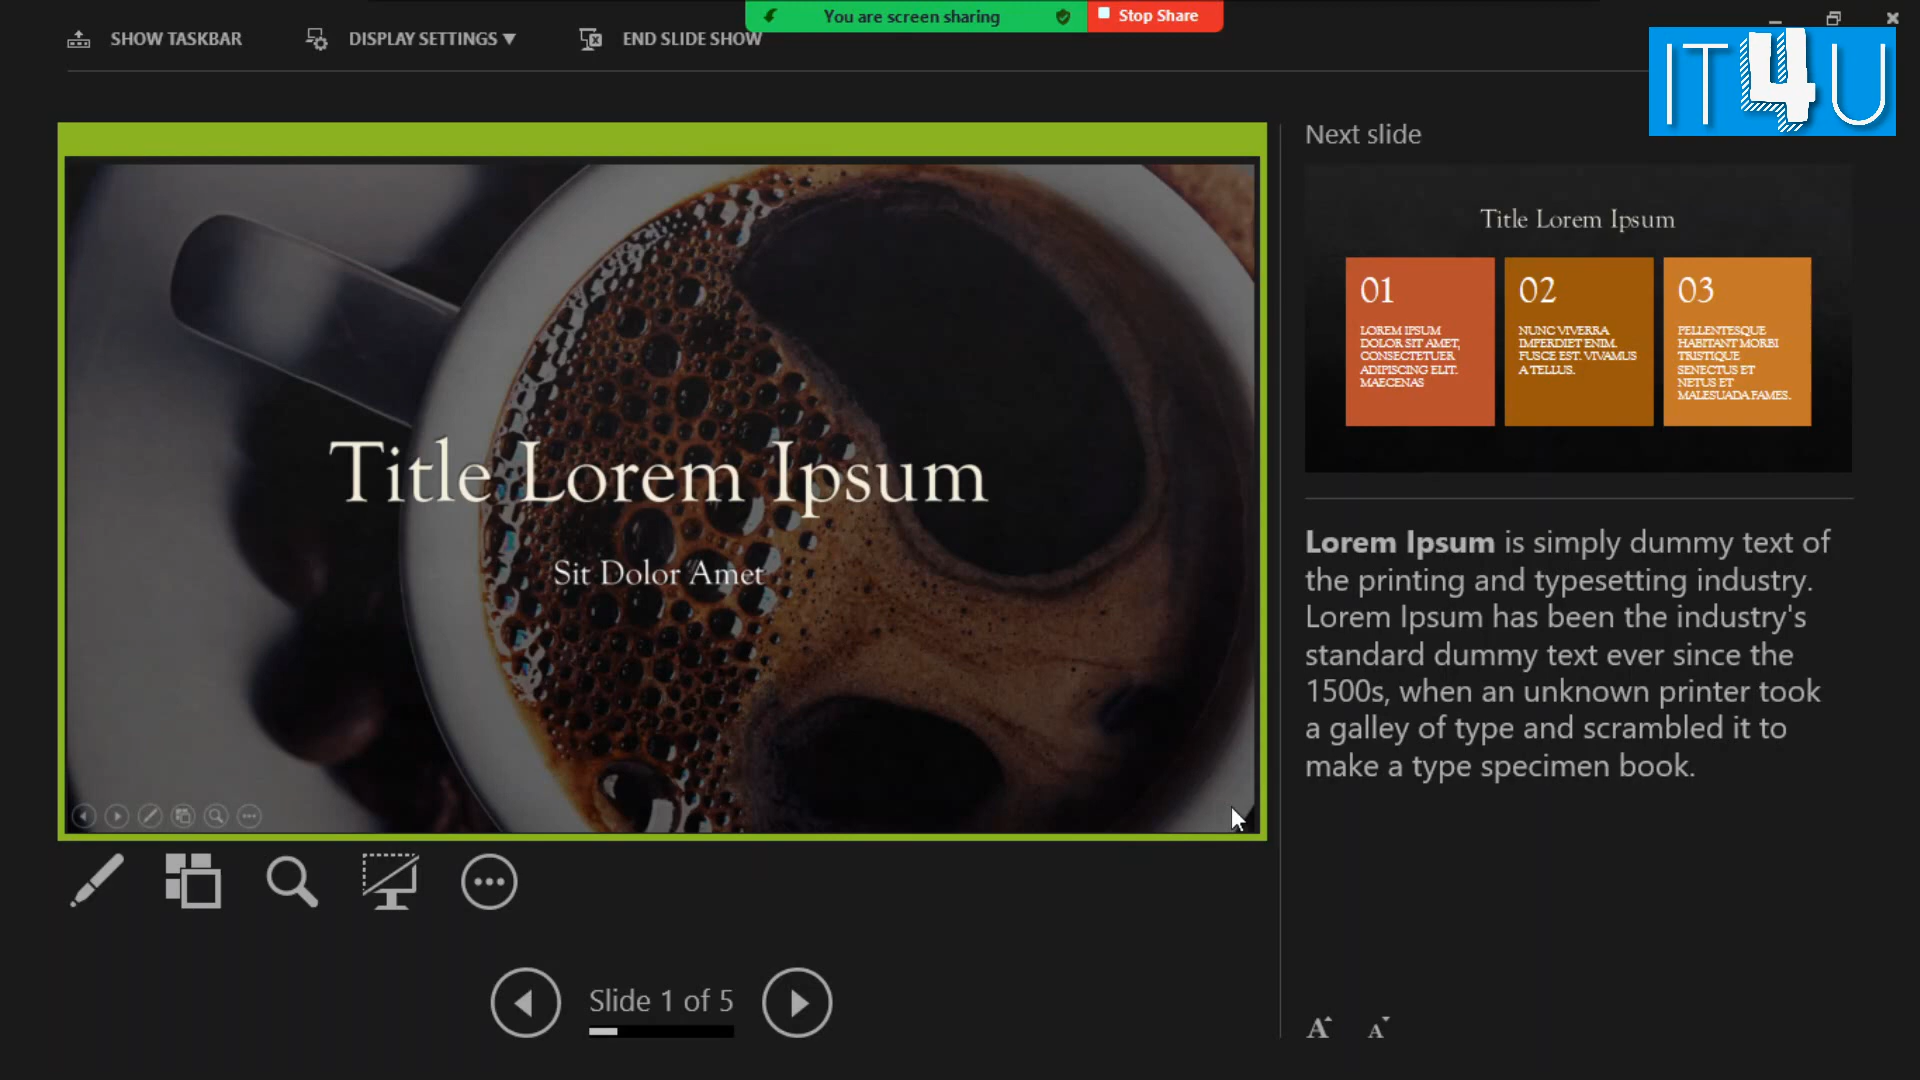 You are screen sharing
Stop Share
SHOW TASKBAR
DISPLAY SETTINGS
END SLIDE SHOW
IT4U
Title Lorem Ipsum
Sit Dolor Amet
Slide 1 of 5
Next slide
Title Lorem Ipsum
01
LOREM IPSUM
DOLOR SIT AMET,
CONSECTETUER
ADIPISCING ELIT.
MAECENAS
02
NUNC VIVERRA
IMPERDIET ENIM.
FUSCE EST. VIVAMUS
A TELLUS.
03
PELLENTESQUE
HABITANT MORBI
TRISTIQUE
SENECTUS ET
NETUS ET
MALESUADA FAMES.
Lorem Ipsum is simply dummy text of
the printing and typesetting industry.
Lorem Ipsum has been the industry's
standard dummy text ever since the
1500s, when an unknown printer took
a galley of type and scrambled it to
make a type specimen book.
A A